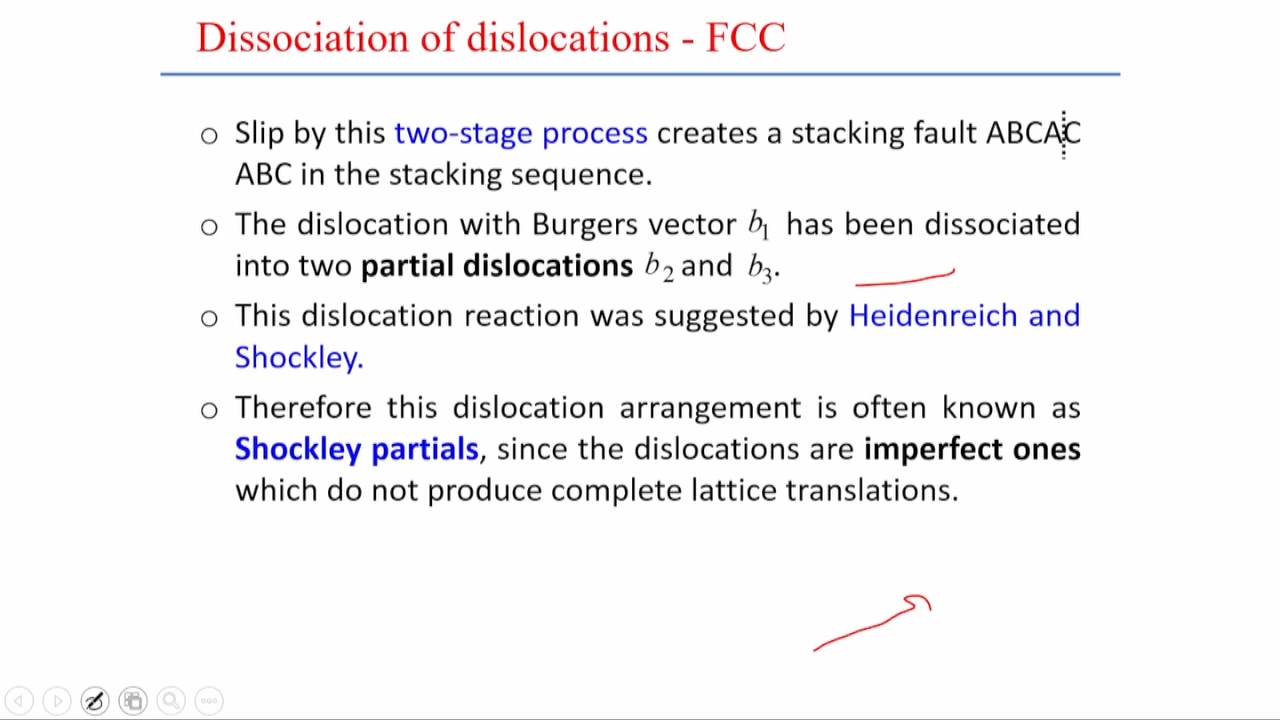 Dissociation of dislocations - FCC
○ Slip by this two-stage process creates a stacking fault ABCAC
ABC in the stacking sequence.
○ The dislocation with Burgers vector b₁ has been dissociated
into two partial dislocations b₂ and b₃.
○ This dislocation reaction was suggested by Heidenreich and
Shockley.
○ Therefore this dislocation arrangement is often known as
Shockley partials, since the dislocations are imperfect ones
which do not produce complete lattice translations.